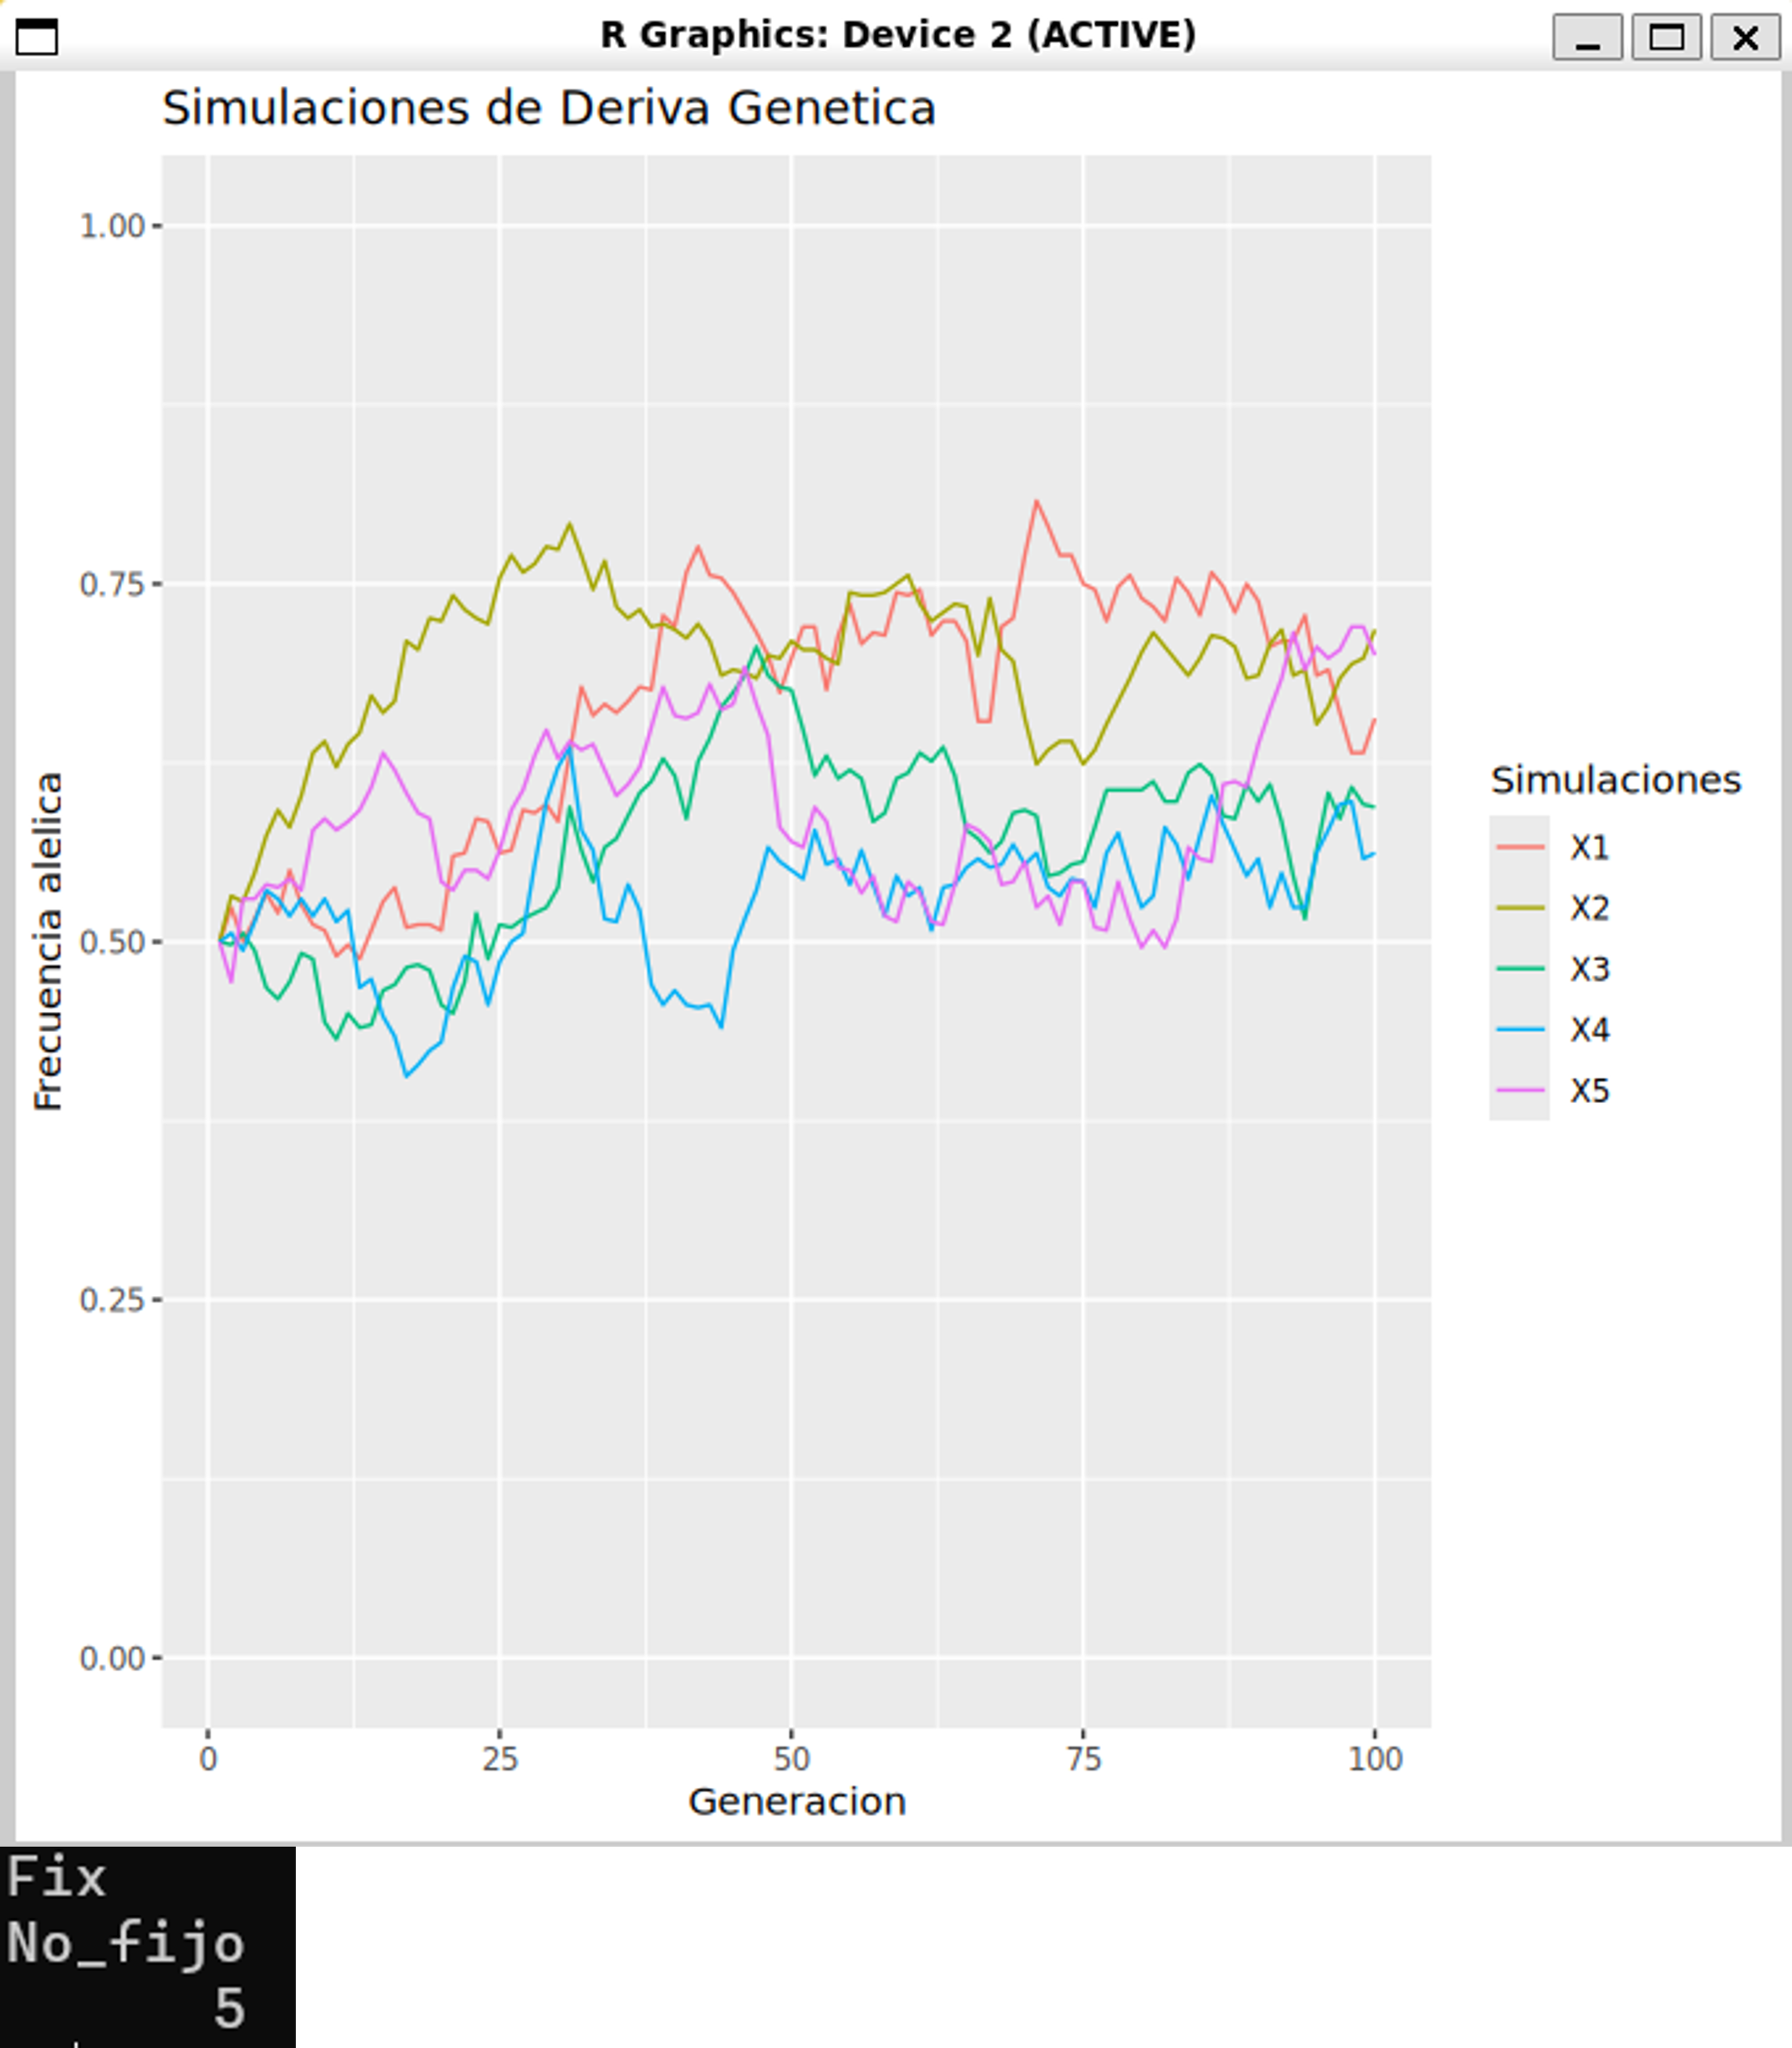 R Graphics: Device 2 (ACTIVE)
Simulaciones de Deriva Genetica
1.00
0.75
0.50
0.25
0.00
Frecuencia alelica
0 25 50 75 100
Generacion
Simulaciones
X1
X2
X3
X4
X5
Fix
No_fijo
5